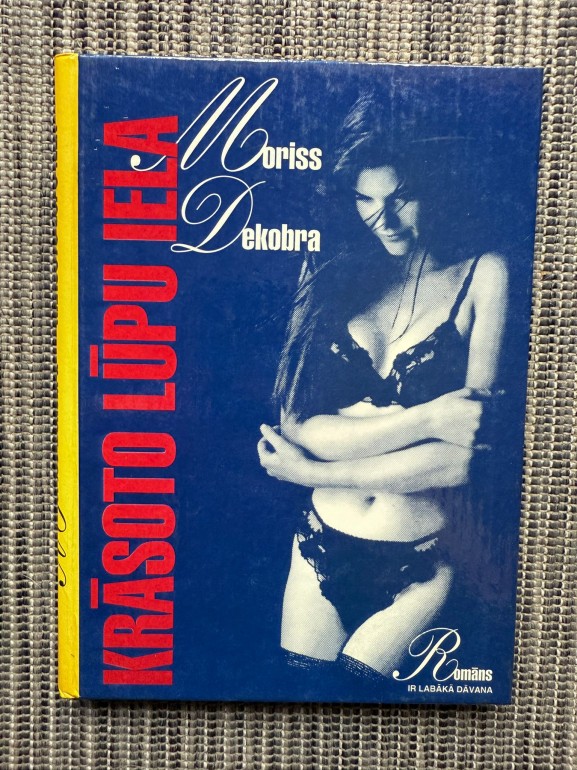 Moriss
Dekobra
KRĀSOTO LŪPU IELA
Romāns
IR LABĀKĀ DĀVANA